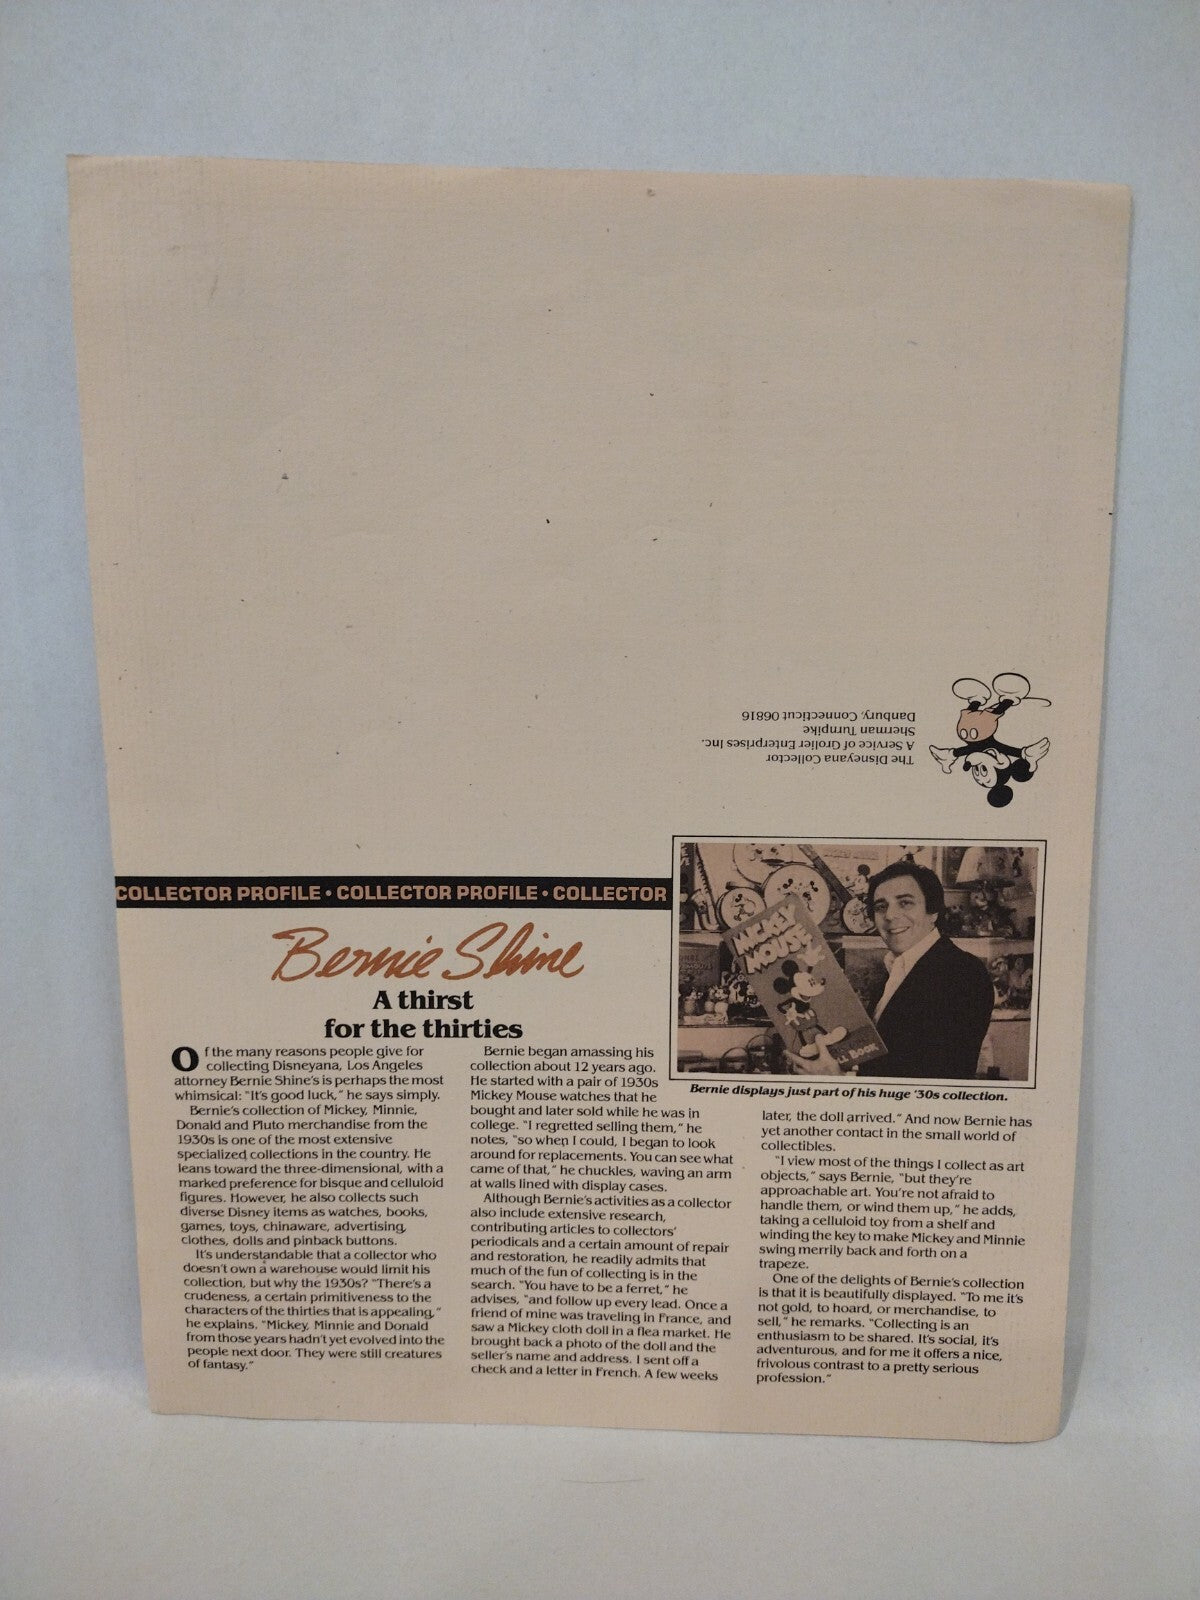 The Disneyana Collector
A Service of Grolier Enterprises Inc.
Sherman Turnpike
Danbury, Connecticut 06816
COLLECTOR PROFILE • COLLECTOR PROFILE • COLLECTOR
Bernie Shine
A thirst
for the thirties
Of the many reasons people give for
collecting Disneyana, Los Angeles
attorney Bernie Shine's is perhaps the most
whimsical: "It's good luck," he says simply.
Bernie's collection of Mickey, Minnie,
Donald and Pluto merchandise from the
1930s is one of the most extensive
specialized collections in the country. He
leans toward the three-dimensional, with a
marked preference for bisque and celluloid
figures. However, he also collects such
diverse Disney items as watches, books,
games, toys, chinaware, advertising,
clothes, dolls and pinback buttons.
It's understandable that a collector who
doesn't own a warehouse would limit his
collection, but why the 1930s? "There's a
crudeness, a certain primitiveness to the
characters of the thirties that is appealing,"
he explains. "Mickey, Minnie and Donald
from those years hadn't yet evolved into the
people next door. They were still creatures
of fantasy."
Bernie began amassing his
collection about 12 years ago.
He started with a pair of 1930s
Mickey Mouse watches that he
bought and later sold while he was in
college. "I regretted selling them," he
notes, "so when I could, I began to look
around for replacements. You can see what
came of that," he chuckles, waving an arm
at walls lined with display cases.
Although Bernie's activities as a collector
also include extensive research,
contributing articles to collectors'
periodicals and a certain amount of repair
and restoration, he readily admits that
much of the fun of collecting is in the
search. "You have to be a ferret," he
advises, "and follow up every lead. Once a
friend of mine was traveling in France, and
saw a Mickey cloth doll in a flea market. He
brought back a photo of the doll and the
seller's name and address. I sent off a
check and a letter in French. A few weeks
MICKEY
MOUSE
LL BOOK
Bernie displays just part of his huge '30s collection.
later, the doll arrived." And now Bernie has
yet another contact in the small world of
collectibles.
"I view most of the things I collect as art
objects," says Bernie, "but they're
approachable art. You're not afraid to
handle them, or wind them up," he adds,
taking a celluloid toy from a shelf and
winding the key to make Mickey and Minnie
swing merrily back and forth on a
trapeze.
One of the delights of Bernie's collection
is that it is beautifully displayed. "To me it's
not gold, to hoard, or merchandise, to
sell," he remarks. "Collecting is an
enthusiasm to be shared. It's social, it's
adventurous, and for me it offers a nice,
frivolous contrast to a pretty serious
profession."